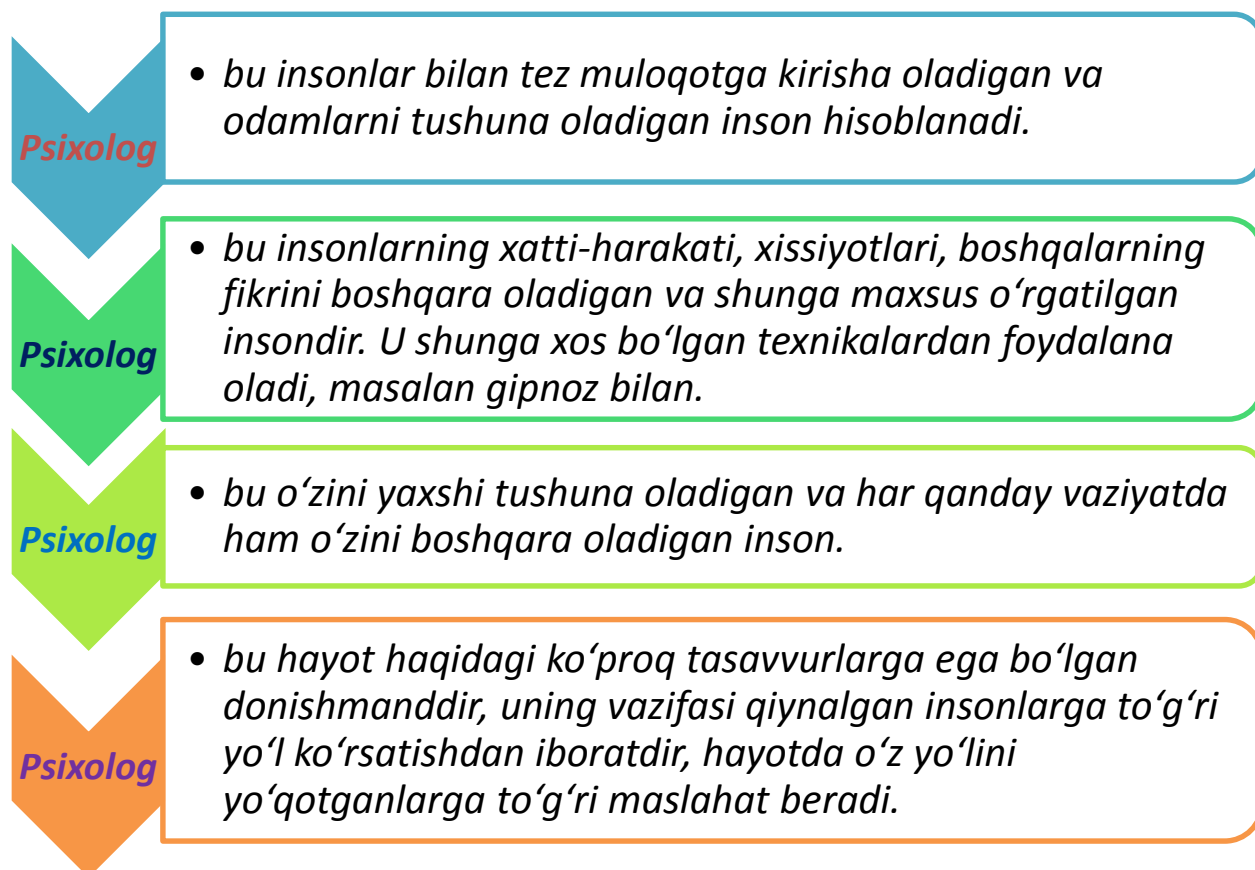 Psixolog
• bu insonlar bilan tez muloqotga kirisha oladigan va
odamlarni tushuna oladigan inson hisoblanadi.
Psixolog
• bu insonlarning xatti-harakati, xissiyotlari, boshqalarning
fikrini boshqara oladigan va shunga maxsus o‘rgatilgan
insondir. U shunga xos bo‘lgan texnikalardan foydalana
oladi, masalan gipnoz bilan.
Psixolog
• bu o‘zini yaxshi tushuna oladigan va har qanday vaziyatda
ham o‘zini boshqara oladigan inson.
Psixolog
• bu hayot haqidagi ko‘proq tasavvurlarga ega bo‘lgan
donishmanddir, uning vazifasi qiynalgan insonlarga to‘g‘ri
yo‘l ko‘rsatishdan iboratdir, hayotda o‘z yo‘lini
yo‘qotganlarga to‘g‘ri maslahat beradi.